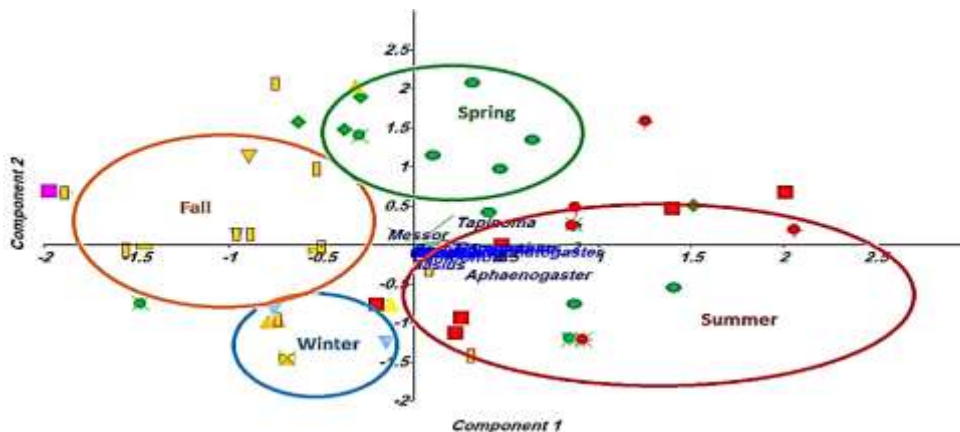 2.5
2
Spring
1.5
1
Component 2
Fall
0.5
Tapinoma
Messor
-2 -1.5 -1 -0.5 1.5 2 2.5
Aphaenogaster
-0.5
Summer
-1
Winter
-1.5
-2
Component 1